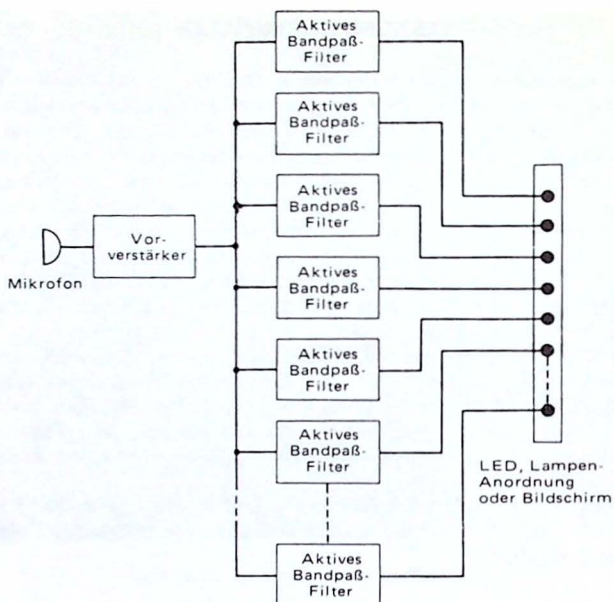 Aktives
Bandpaß-
Filter
Aktives
Bandpaß-
Filter
Aktives
Bandpaß-
Filter
Vor-
verstärker
Mikrofon
Aktives
Bandpaß-
Filter
Aktives
Bandpaß-
Filter
Aktives
Bandpaß-
Filter
LED, Lampen-
Anordnung
oder Bildschirm
Aktives
Bandpaß-
Filter